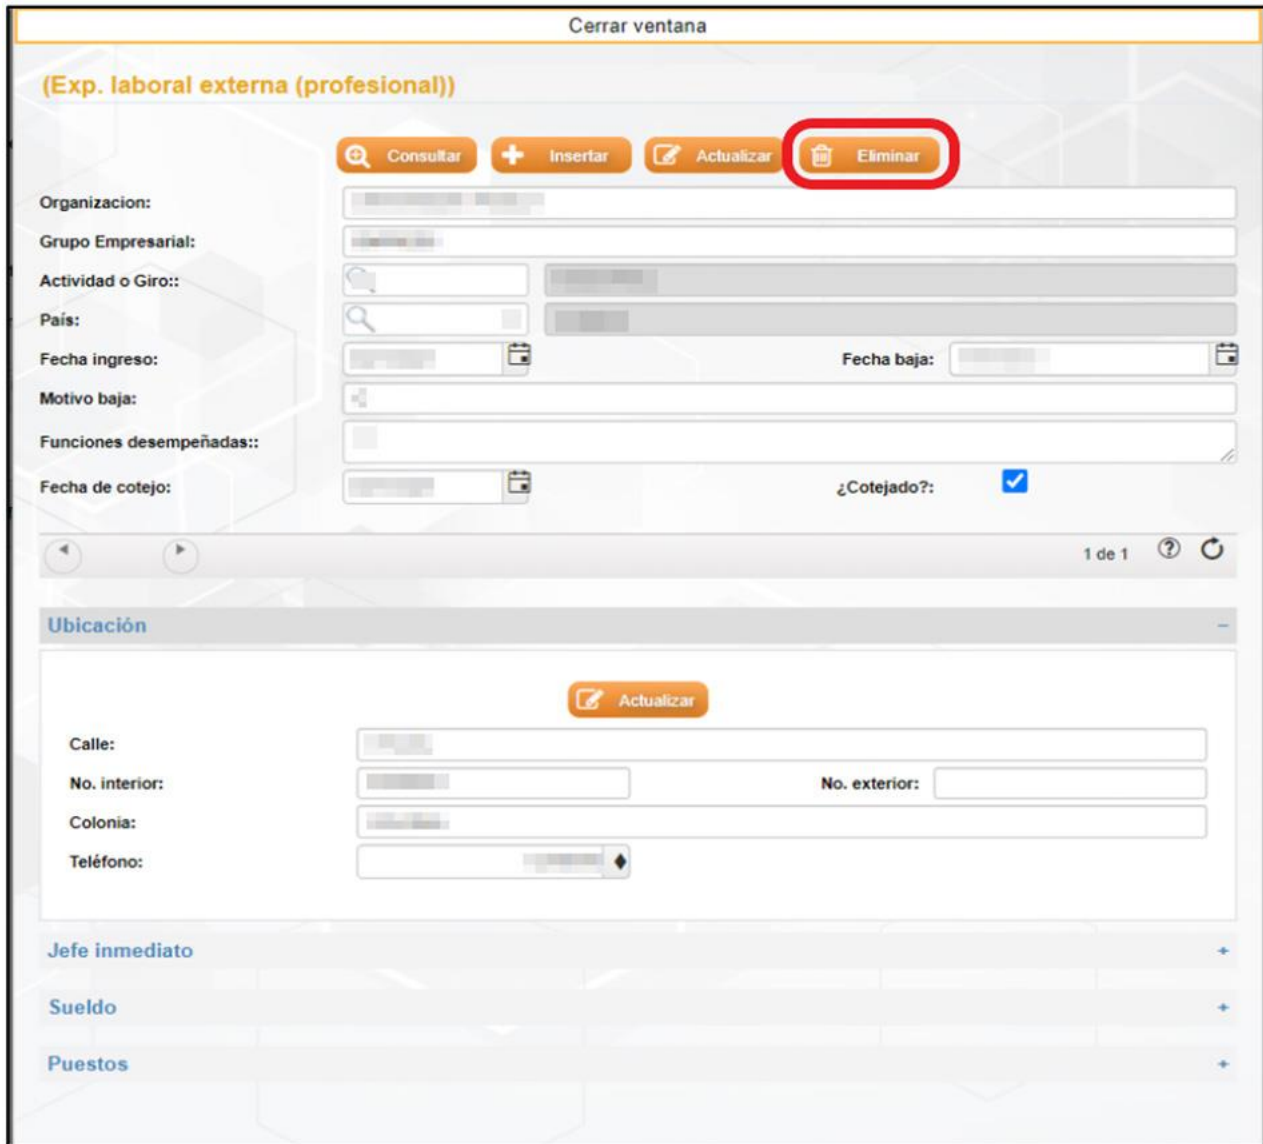 Cerrar ventana
(Exp. laboral externa (profesional))
Consultar Insertar Actualizar Eliminar
Organizacion:
Grupo Empresarial:
Actividad o Giro::
País:
Fecha ingreso: Fecha baja:
Motivo baja:
Funciones desempeñadas::
Fecha de cotejo: ¿Cotejado?:
1 de 1
Ubicación
Actualizar
Calle:
No. interior: No. exterior:
Colonia:
Teléfono:
Jefe inmediato
Sueldo
Puestos